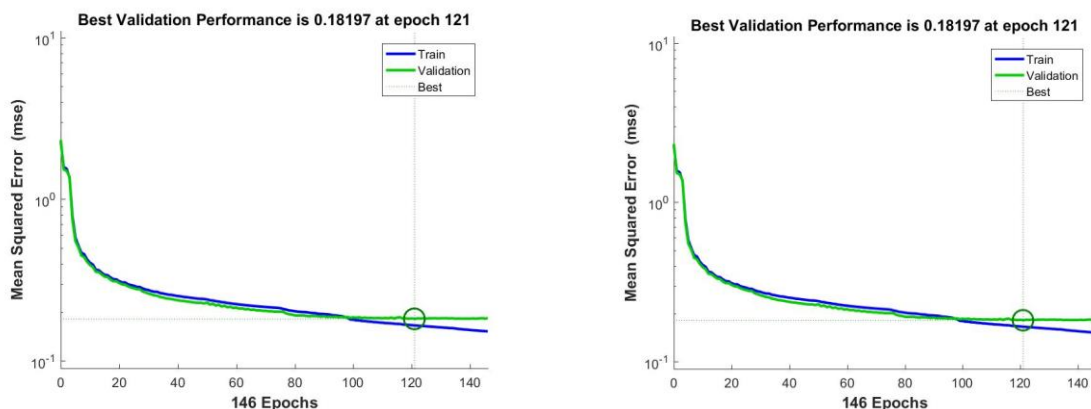 Best Validation Performance is 0.18197 at epoch 121
10^1
Train
Validation
Best
Mean Squared Error (mse)
10^0
10^-1
0 20 40 60 80 100 120 140
146 Epochs
Best Validation Performance is 0.18197 at epoch 121
10^1
Train
Validation
Best
Mean Squared Error (mse)
10^0
10^-1
0 20 40 60 80 100 120 140
146 Epochs